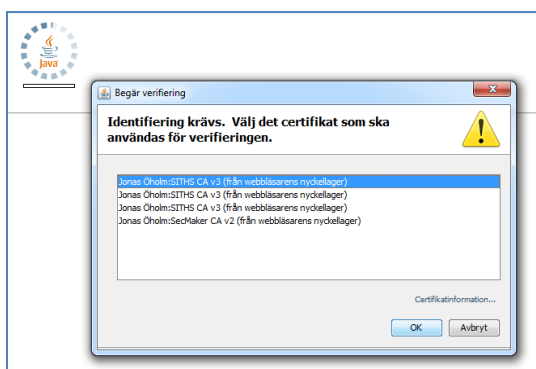 Java
Begär verifiering
Identifiering krävs. Välj det certifikat som ska
användas för verifieringen.
Jonas Öholm:SITHS CA v3 (från webbläsarens nyckellager)
Jonas Öholm:SITHS CA v3 (från webbläsarens nyckellager)
Jonas Öholm:SITHS CA v3 (från webbläsarens nyckellager)
Jonas Öholm:SecMaker CA v2 (från webbläsarens nyckellager)
Certifikatinformation...
OK Avbryt